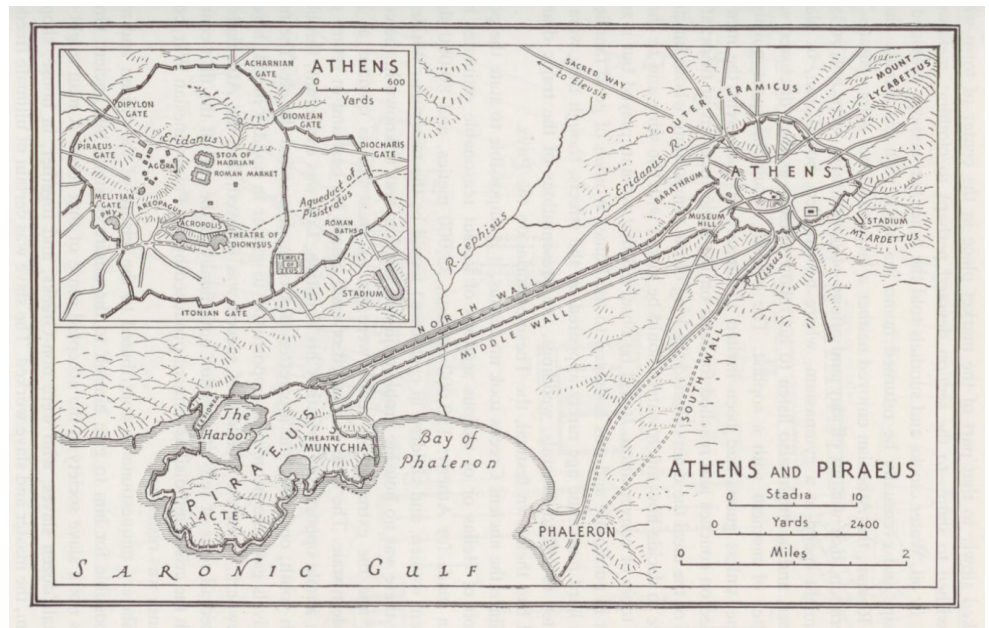 ATHENS
0 600
Yards
ACHARNIAN
GATE
DIPYLON
GATE
DIOMEAN
GATE
Eridanus
PIRAEUS
GATE
STOA OF
HADRIAN
DIOCHARIS
GATE
AGORA
ROMAN MARKET
MELITIAN
GATE
PNYX
AREOPAGUS
Aqueduct of
Pisistratus
ACROPOLIS
THEATRE OF
DIONYSUS
ROMAN
BATHS
TEMPLE
OF
ZEUS
STADIUM
ITONIAN GATE
SACRED WAY
to Eleusis
OUTER CERAMICUS
MOUNT
LYCABETTUS
Eridanus R.
ATHENS
BARATHRUM
MUSEUM
HILL
STADIUM
MT. ARDETTUS
R. Cephisus
R. Ilissus
NORTH WALL
MIDDLE WALL
SOUTH WALL
EETIONEA
The
Harbor
PIRAEUS
THEATRE
MUNYCHIA
ACTE
Bay of
Phaleron
PHALERON
SARONIC GULF
ATHENS AND PIRAEUS
0 Stadia 10
0 Yards 2400
0 Miles 2